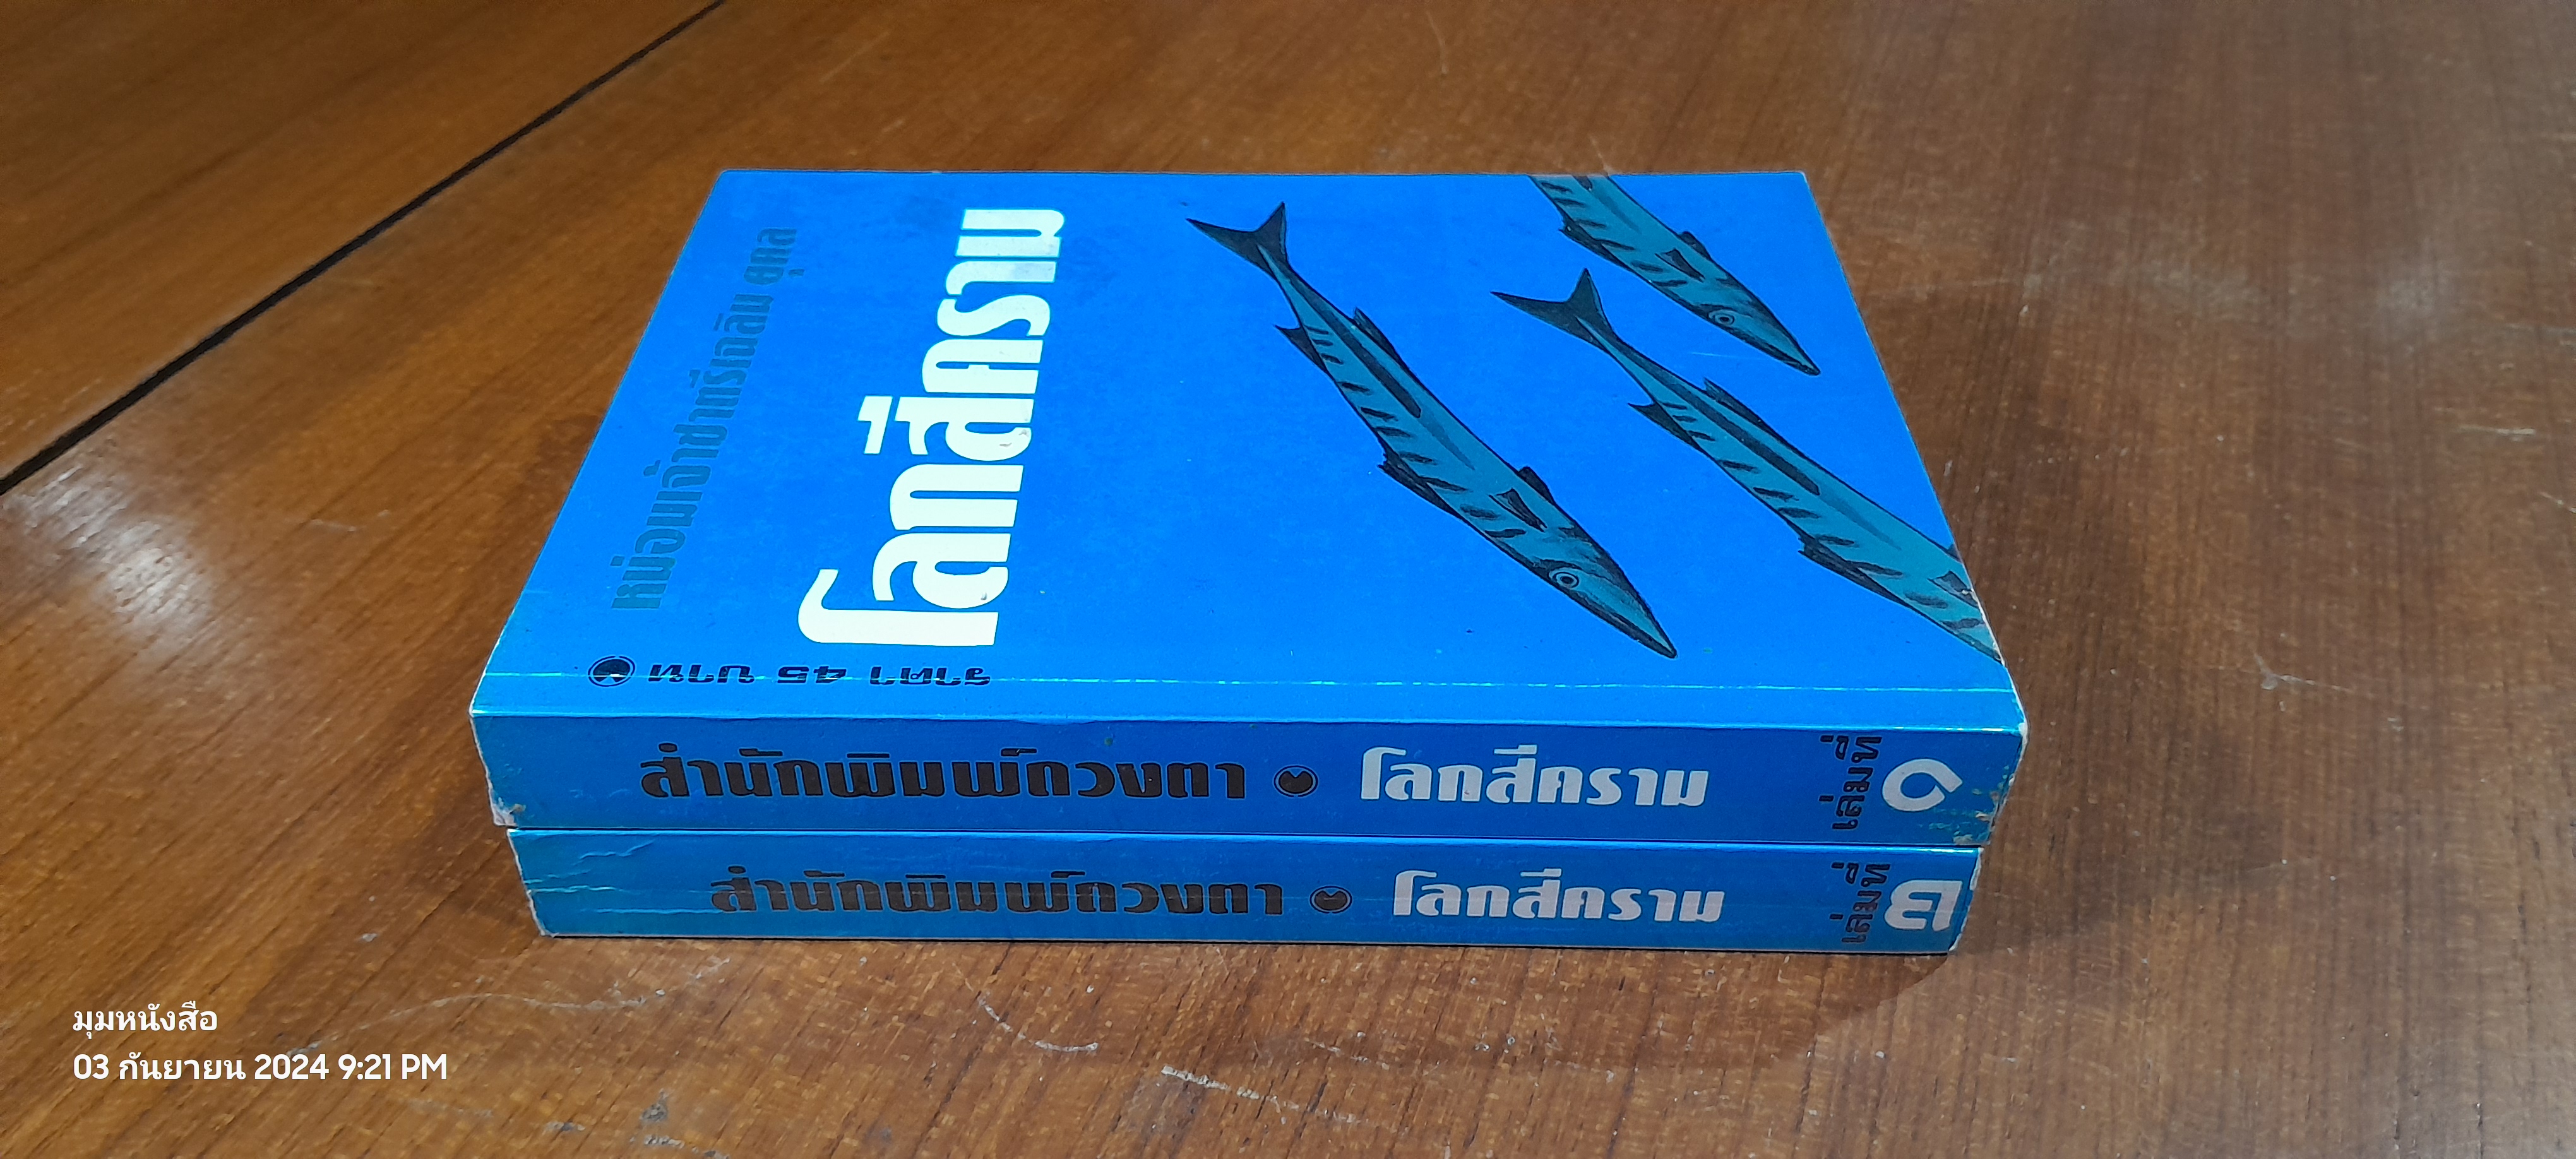 หม่อมเจ้าชาตรีเฉลิม ยุคล
โลกสีคราม
ราคา 45 บาท
สำนักพิมพ์ดวงตา โลกสีคราม เล่มที่ ๑
สำนักพิมพ์ดวงตา โลกสีคราม เล่มที่ ๒
มุมหนังสือ
03 กันยายน 2024 9:21 PM